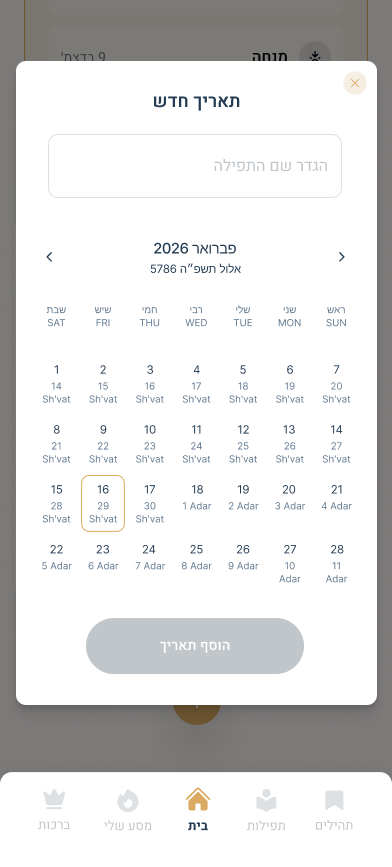 מנחה 9 בדצמ'
תאריך חדש
הגדר שם התפילה
פברואר 2026
אלול תשפ״ה 5786
ראש שני שלי רבי חמי שיש שבת
SAT FRI THU WED TUE MON SUN
1 2 3 4 5 6 7
14 15 16 17 18 19 20
Sh'vat Sh'vat Sh'vat Sh'vat Sh'vat Sh'vat Sh'vat
8 9 10 11 12 13 14
21 22 23 24 25 26 27
Sh'vat Sh'vat Sh'vat Sh'vat Sh'vat Sh'vat Sh'vat
15 16 17 18 19 20 21
28 29 30 1 Adar 2 Adar 3 Adar 4 Adar
Sh'vat Sh'vat Sh'vat
22 23 24 25 26 27 28
5 Adar 6 Adar 7 Adar 8 Adar 9 Adar 10 11
Adar Adar
הוסף תאריך
תהילים תפילות בית מסע שלי ברכות